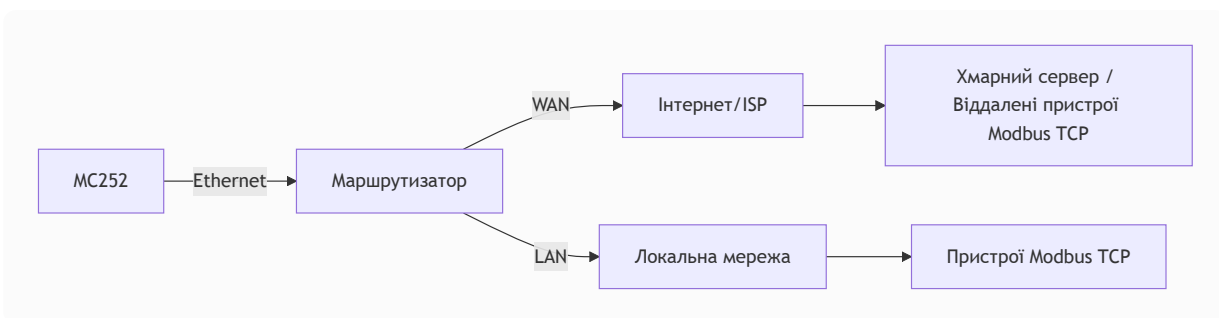 MC252
Ethernet
Маршрутизатор
WAN
Інтернет/ISP
Хмарний сервер /
Віддалені пристрої
Modbus TCP
LAN
Локальна мережа
Пристрої Modbus TCP